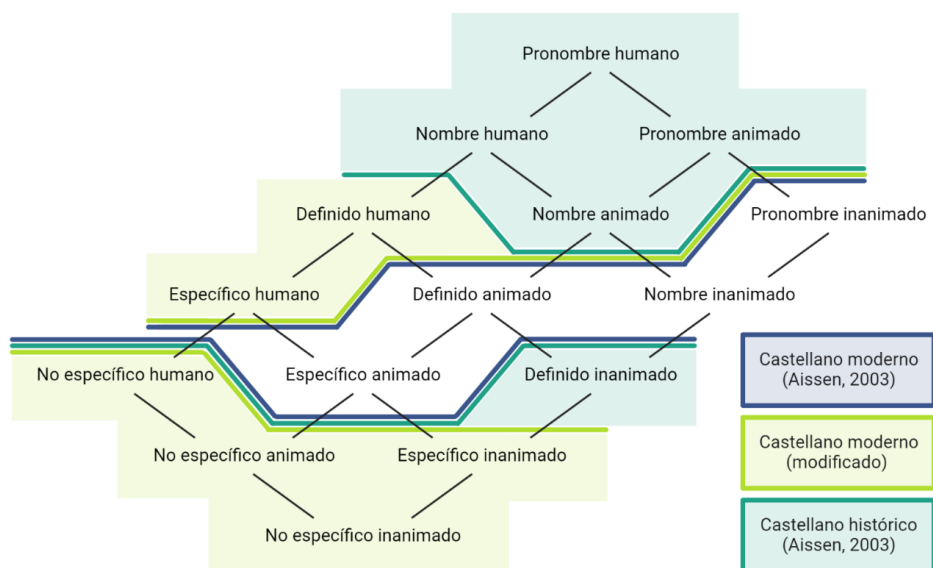 Pronombre humano
Nombre humano
Pronombre animado
Definido humano
Nombre animado
Pronombre inanimado
Específico humano
Definido animado
Nombre inanimado
No específico humano
Específico animado
Definido inanimado
No específico animado
Específico inanimado
No específico inanimado
Castellano moderno
(Aissen, 2003)
Castellano moderno
(modificado)
Castellano histórico
(Aissen, 2003)